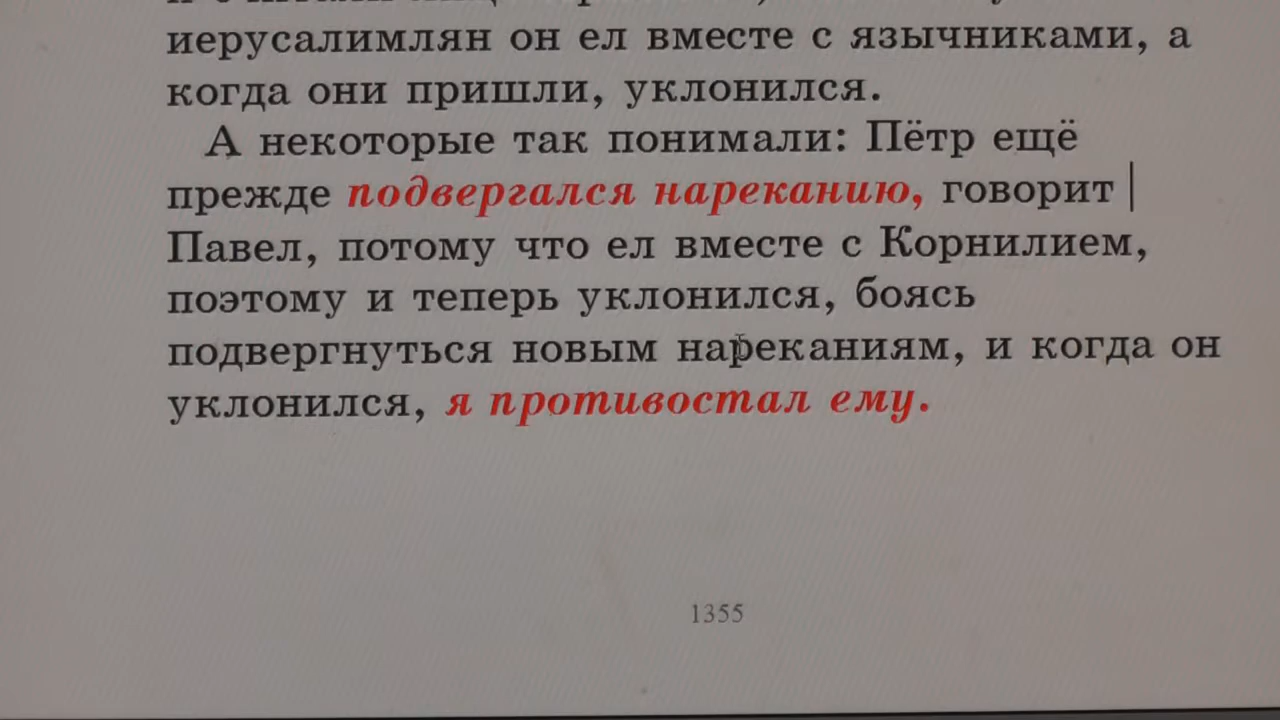 иерусалимлян он ел вместе с язычниками, а
когда они пришли, уклонился.
А некоторые так понимали: Пётр ещё
прежде подвергался нареканию, говорит
Павел, потому что ел вместе с Корнилием,
поэтому и теперь уклонился, боясь
подвергнуться новым нареканиям, и когда он
уклонился, я противостал ему.
1355